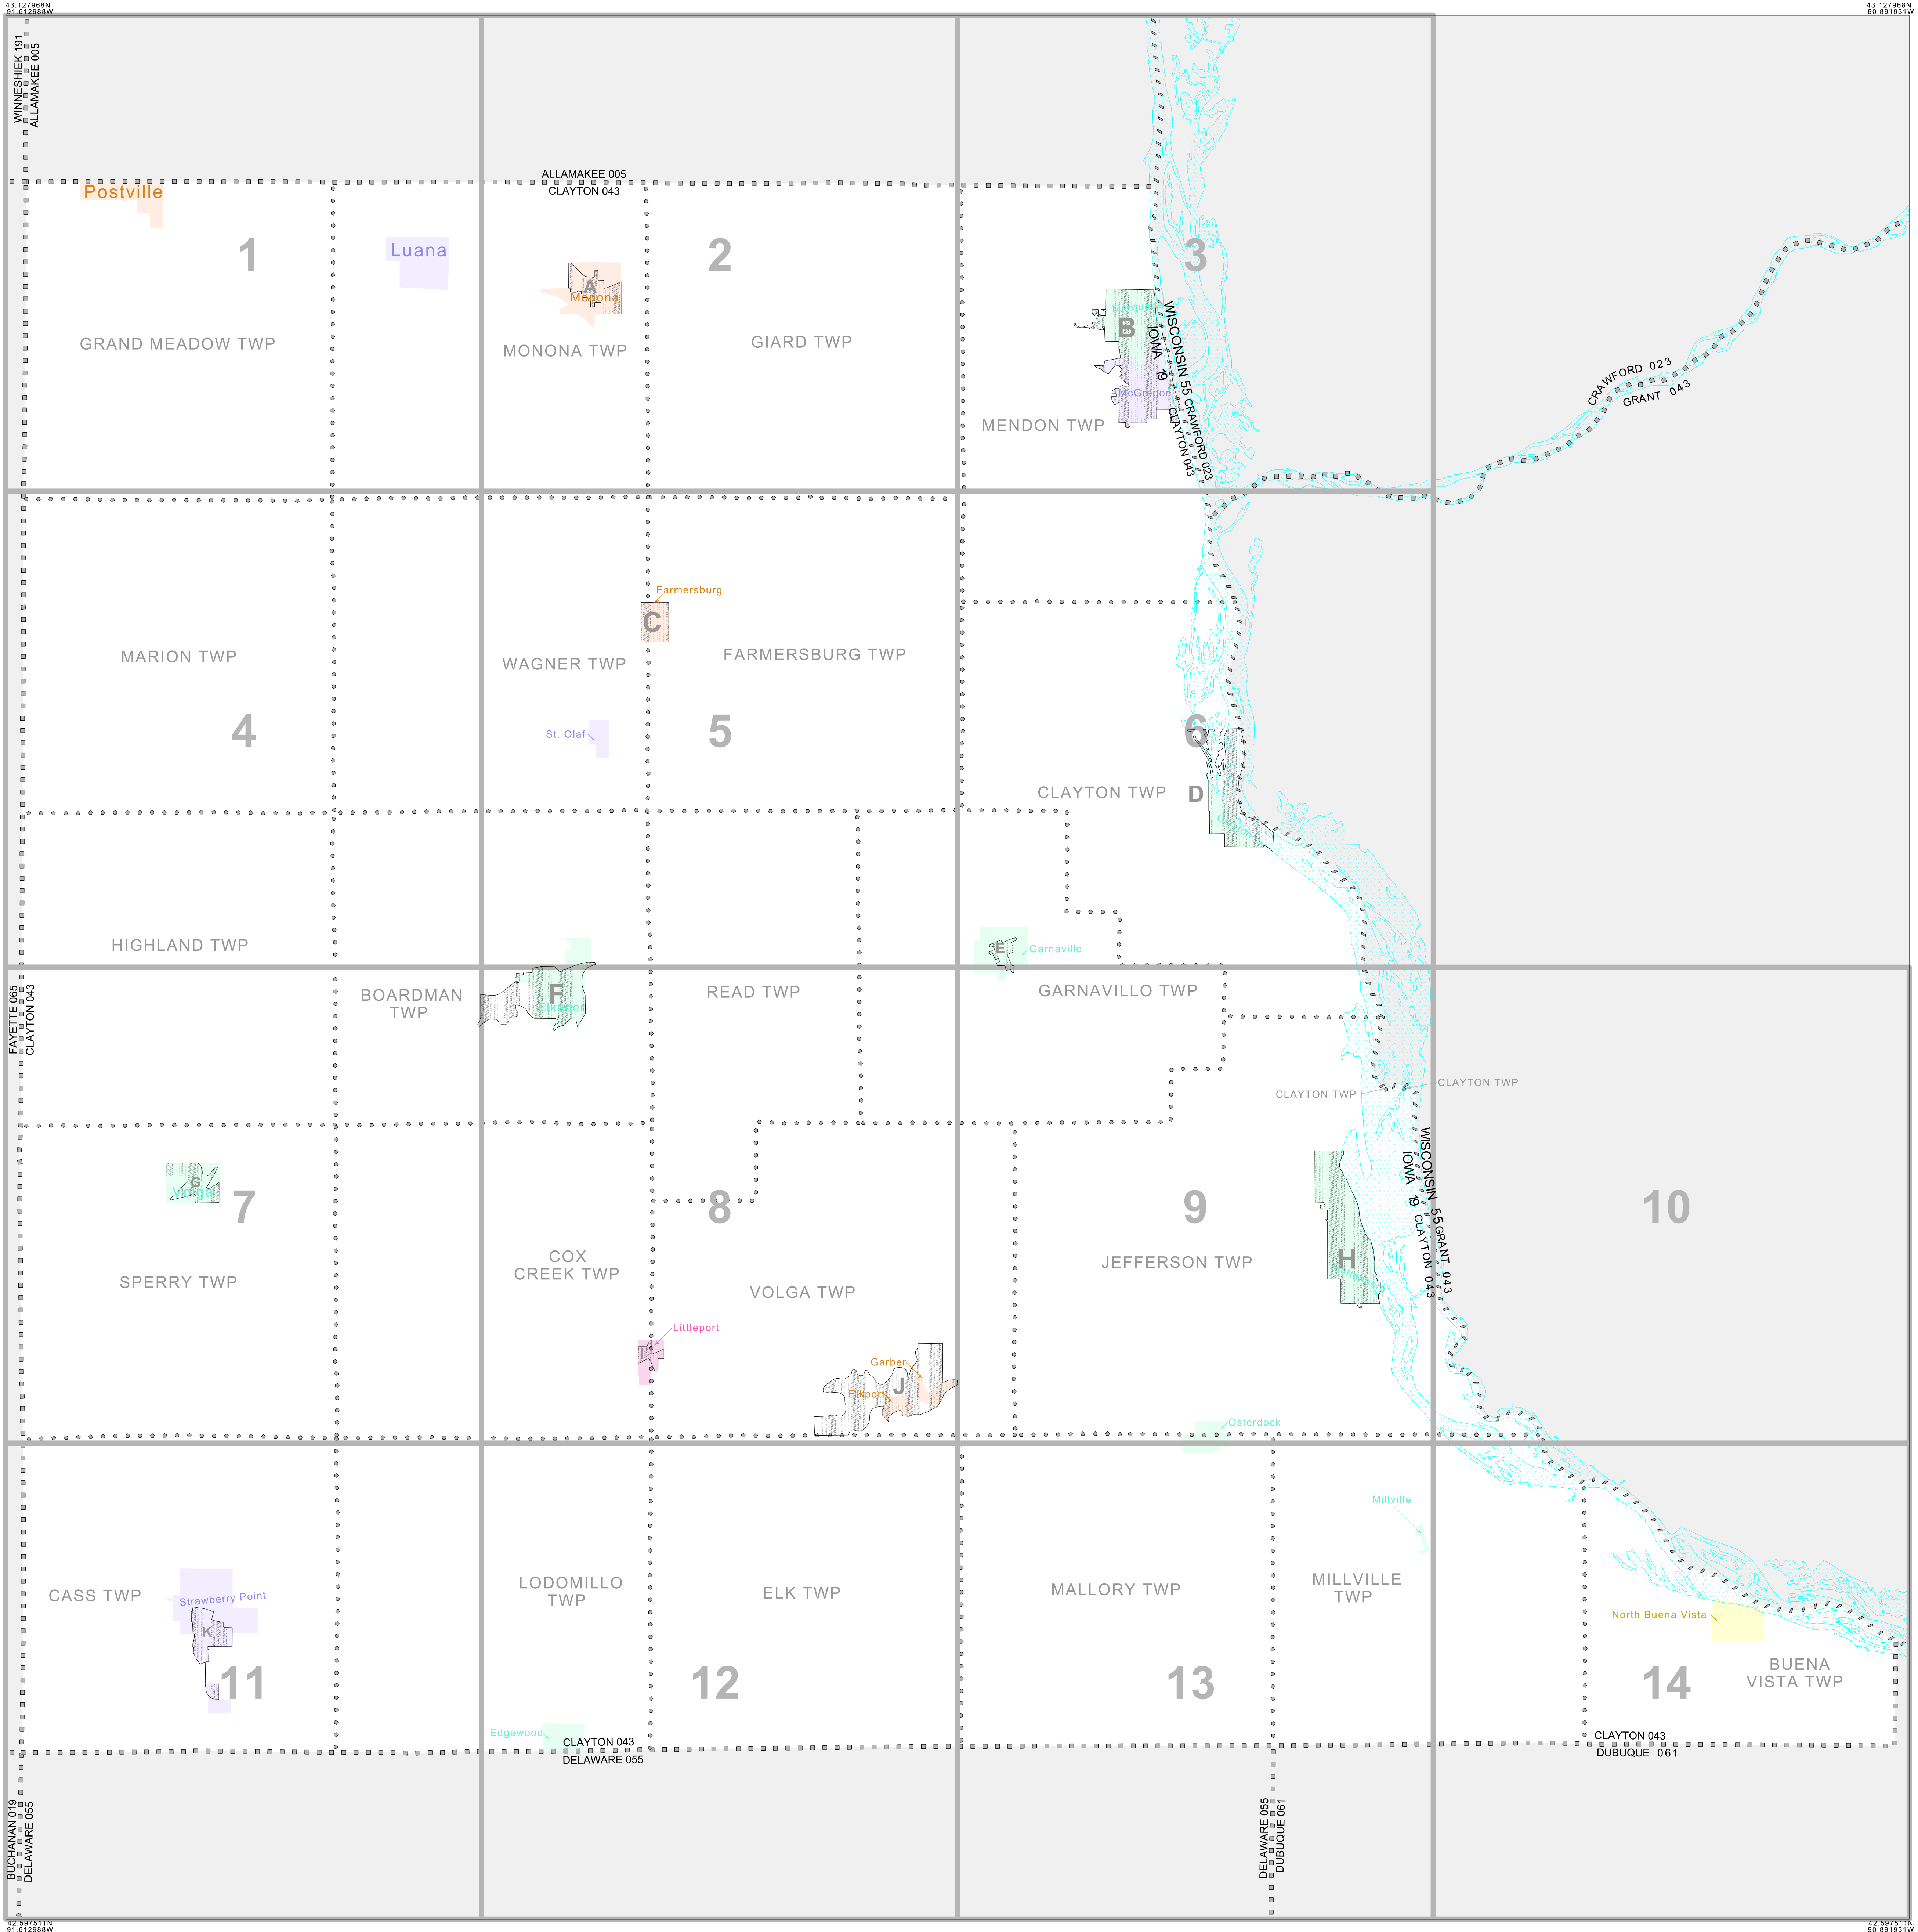 43.127968N
91.612988W
43.127968N
90.891931W
WINNESHIEK 191
ALLAMAKEE 005
ALLAMAKEE 005
CLAYTON 043
Postville
1
Luana
2
3
A
Monona
GRAND MEADOW TWP
MONONA TWP
GIARD TWP
Marquet
B
WISCONSIN 55
IOWA 19
McGregor
CRAWFORD 023
CLAYTON 043
MENDON TWP
CRAWFORD 023
GRANT 043
Farmersburg
C
MARION TWP
WAGNER TWP
FARMERSBURG TWP
4
St. Olaf
5
6
CLAYTON TWP
D
Clayton
HIGHLAND TWP
E
Garnavillo
FAYETTE 065
CLAYTON 043
BOARDMAN
TWP
F
Elkader
READ TWP
GARNAVILLO TWP
CLAYTON TWP
CLAYTON TWP
WISCONSIN 55
IOWA 19
GRANT 043
CLAYTON 043
G
Volga
7
8
9
10
SPERRY TWP
COX
CREEK TWP
VOLGA TWP
JEFFERSON TWP
H
Guttenberg
Littleport
I
Garber
J
Elkport
Osterdock
Millville
CASS TWP
Strawberry Point
K
LODOMILLO
TWP
ELK TWP
MALLORY TWP
MILLVILLE
TWP
North Buena Vista
BUENA
VISTA TWP
11
12
13
14
Edgewood
CLAYTON 043
DELAWARE 055
CLAYTON 043
DUBUQUE 061
BUCHANAN 019
DELAWARE 055
DELAWARE 055
DUBUQUE 061
42.597511N
91.612988W
42.597511N
90.891931W